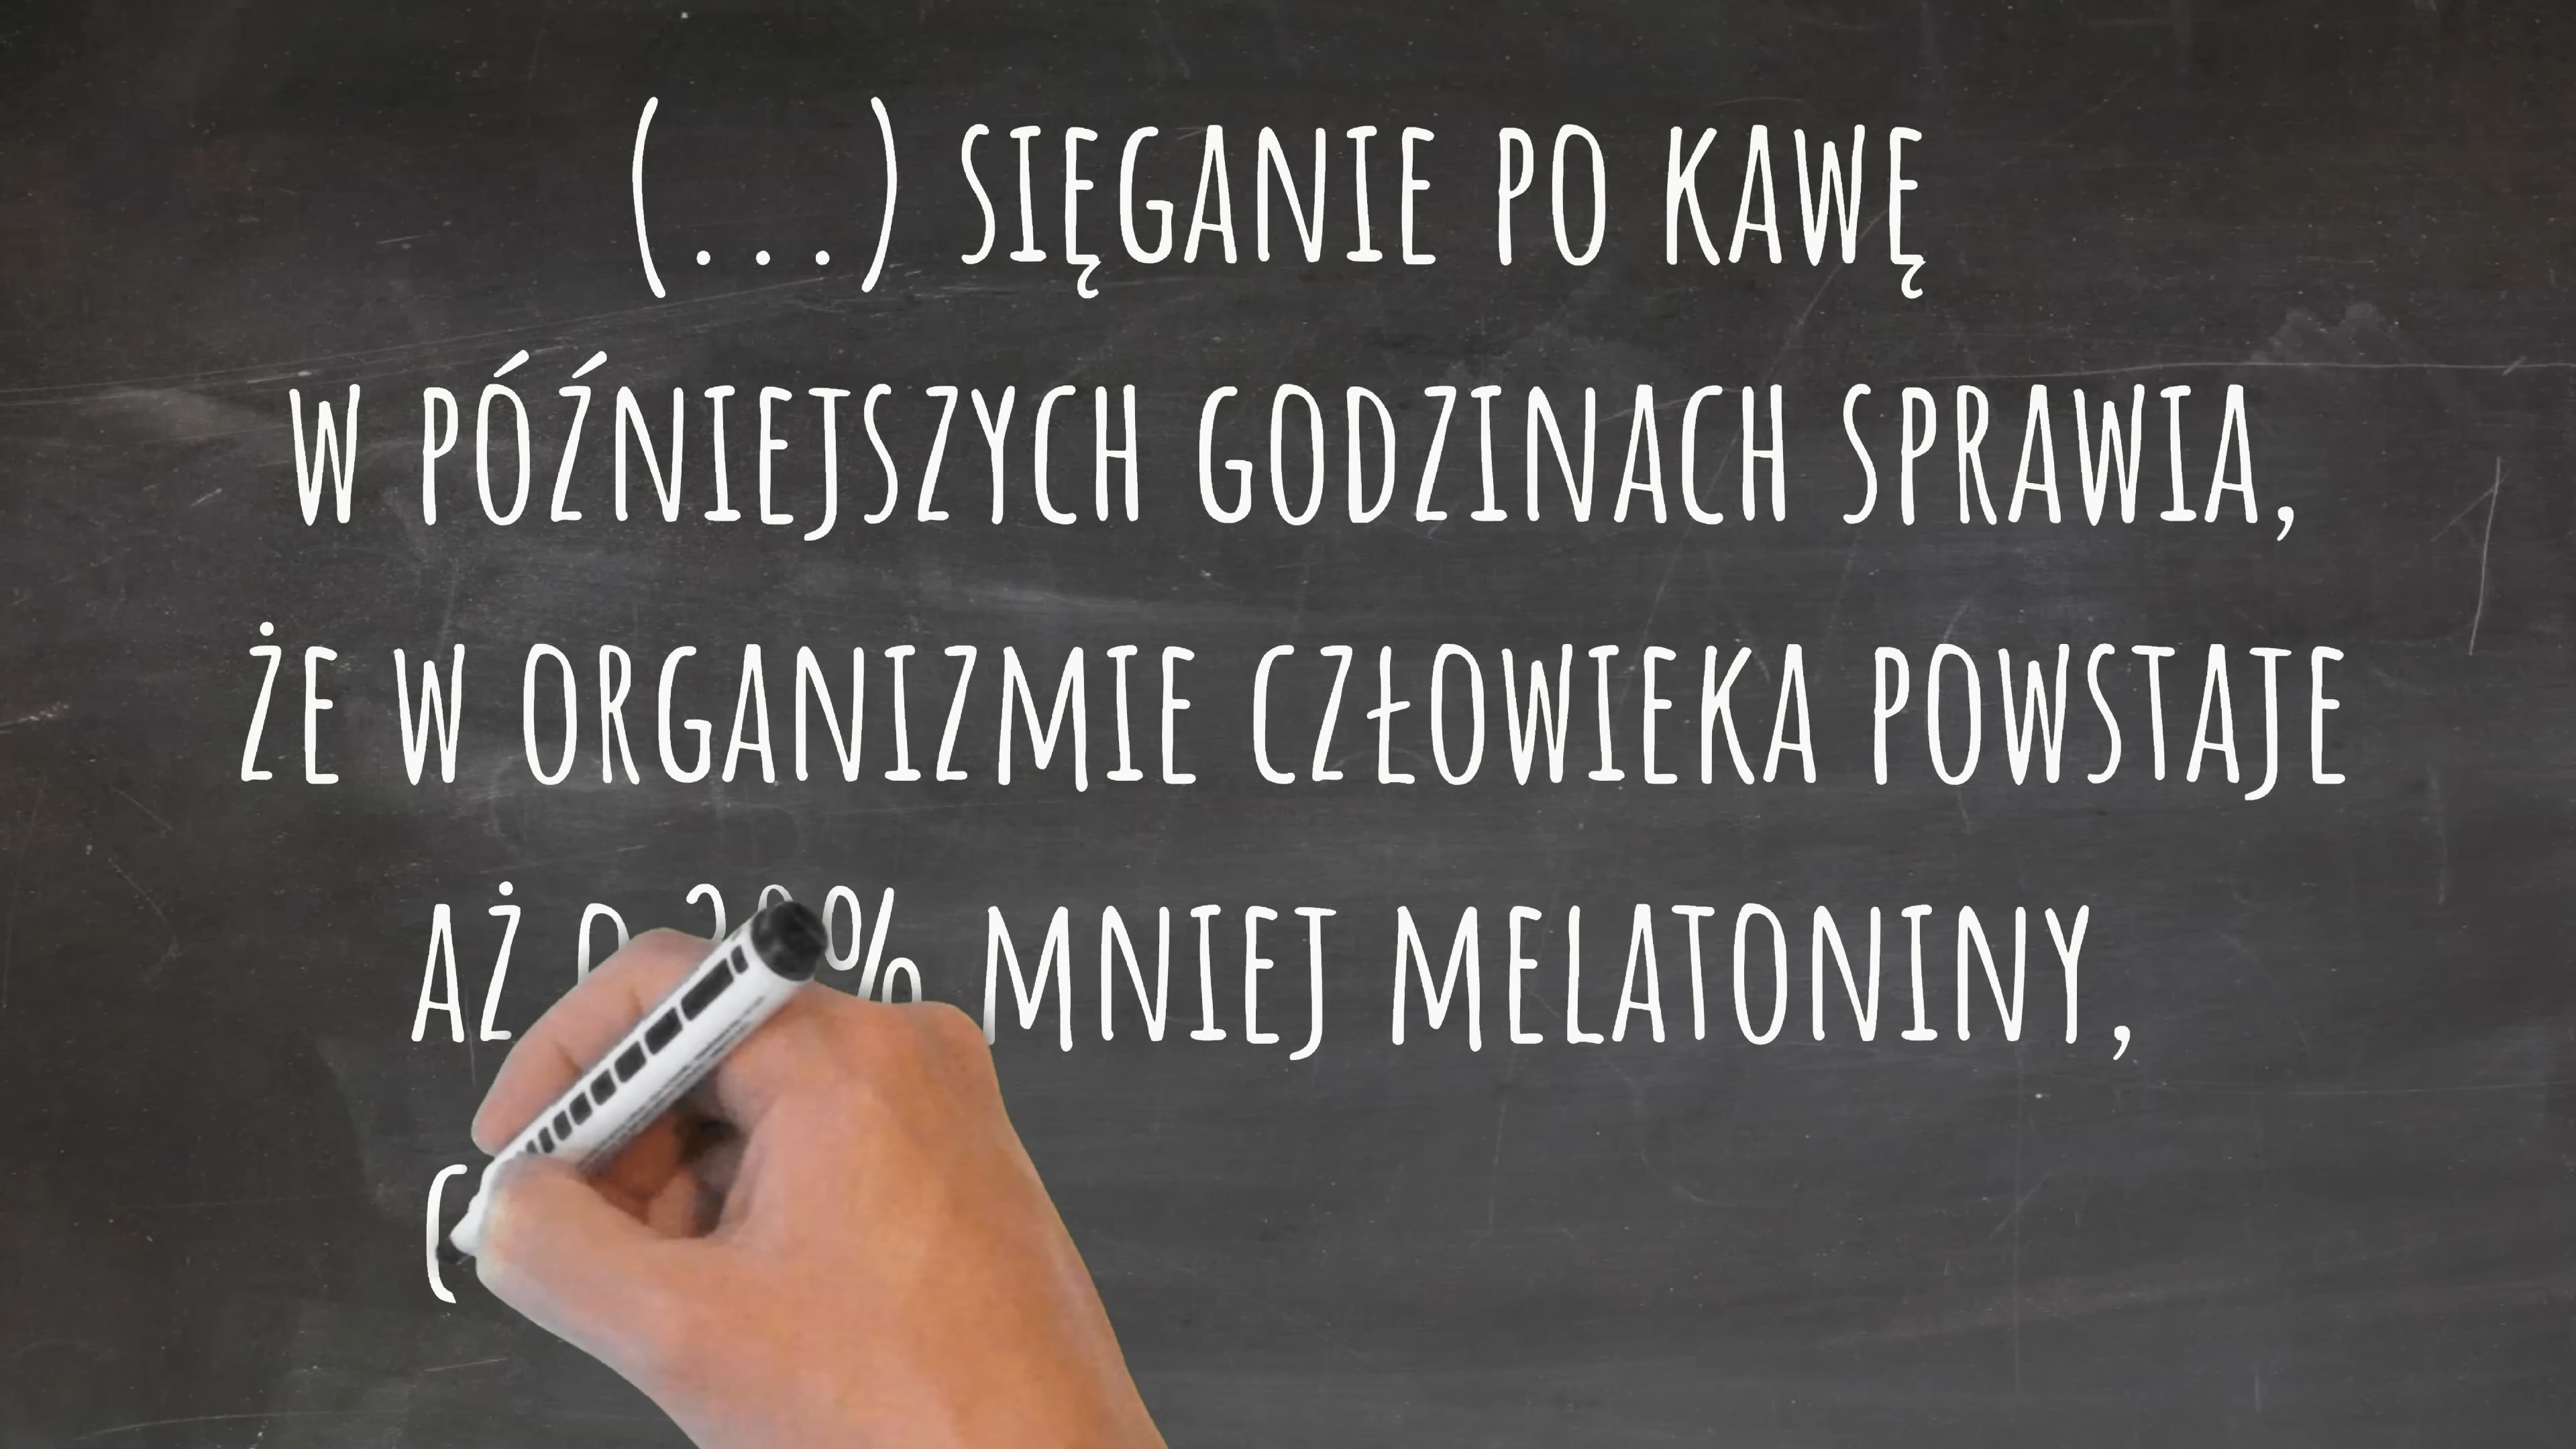 (...) SIĘGANIE PO KAWĘ
W PÓŹNIEJSZYCH GODZINACH SPRAWIA,
ŻE W ORGANIZMIE CZŁOWIEKA POWSTAJE
AŻ MNIEJ MELATONINY,